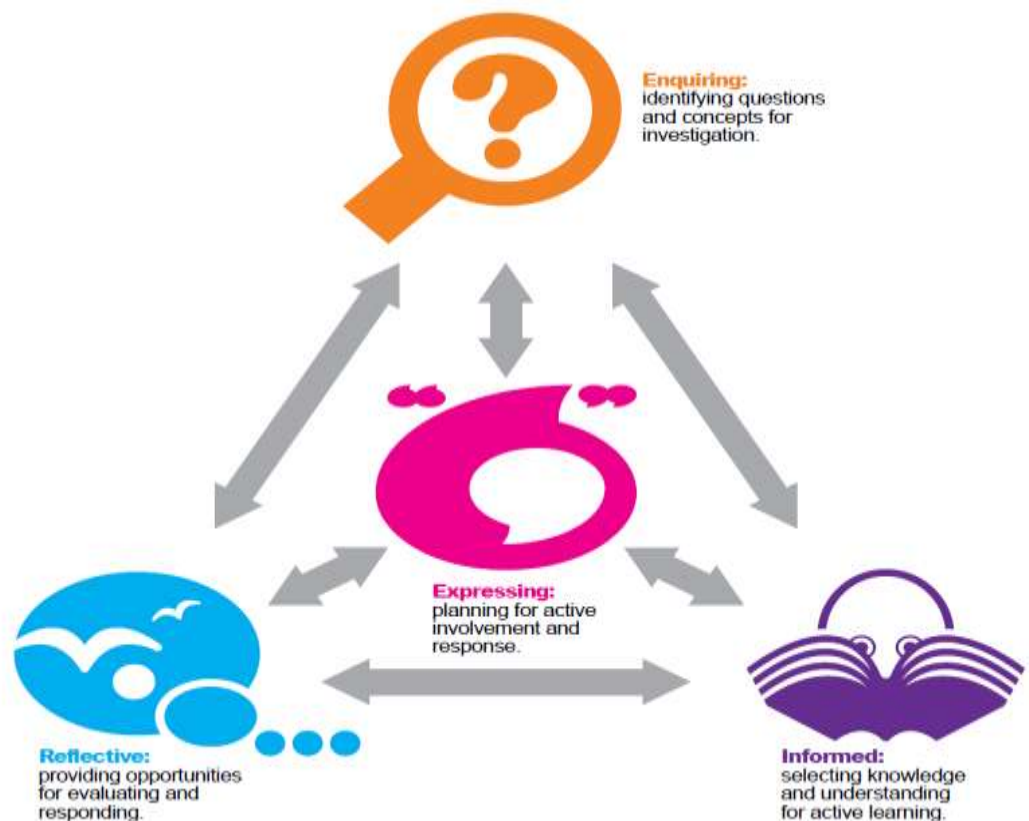 ?
Enquiring:
identifying questions
and concepts for
investigation.
Expressing:
planning for active
involvement and
response.
Reflective:
providing opportunities
for evaluating and
responding.
Informed:
selecting knowledge
and understanding
for active learning.